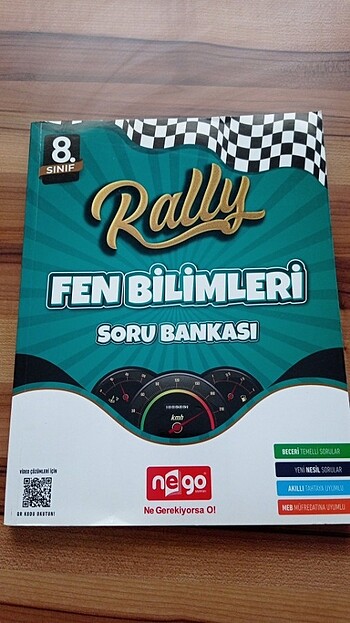 8.
SINIF
Rally
FEN BİLİMLERİ
SORU BANKASI
kmh
BECERİ TEMELLİ SORULAR
YENİ NESİL SORULAR
AKILLI TAHTAYA UYUMLU
MEB MÜFREDATINA UYUMLU
VİDEO ÇÖZÜMLERİ İÇİN
QR KODU OKUTUN!
nego
Ne Gerekiyorsa O!